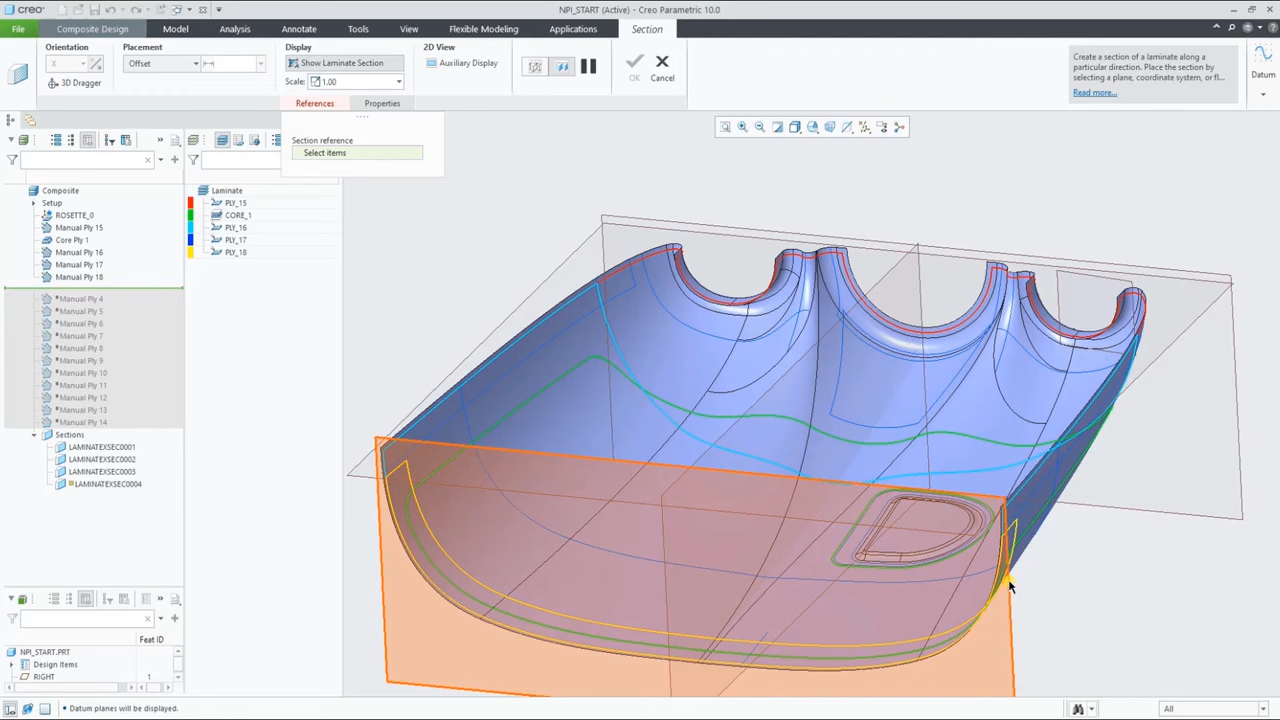 creo
NPI_START (Active) - Creo Parametric 10.0
File
Composite Design
Model
Analysis
Annotate
Tools
View
Flexible Modeling
Applications
Section
Orientation
X
3D Dragger
Placement
Offset
Display
Show Laminate Section
Scale:
1.00
2D View
Auxiliary Display
OK
Cancel
Create a section of laminate along a
particular direction. Place the section by
selecting a plane, coordinate system, or fl...
Read more...
Datum
References
Properties
Section reference
Select items
Composite
Setup
ROSETTE_0
Manual Ply 15
Core Ply 1
Manual Ply 16
Manual Ply 17
Manual Ply 18
*Manual Ply 4
*Manual Ply 5
*Manual Ply 6
*Manual Ply 7
*Manual Ply 8
*Manual Ply 9
*Manual Ply 10
*Manual Ply 11
*Manual Ply 12
*Manual Ply 13
*Manual Ply 14
Sections
LAMINATEXSEC0001
LAMINATEXSEC0002
LAMINATEXSEC0003
LAMINATEXSEC0004
Laminate
PLY_15
CORE_1
PLY_16
PLY_17
PLY_18
Feat ID
NPI_START.PRT
Design Items
RIGHT
1
• Datum planes will be displayed.
All